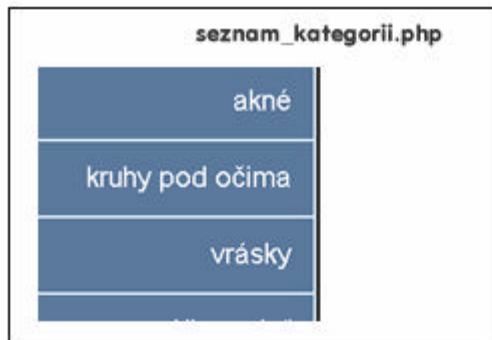 seznam_kategorii.php
akné
kruhy pod očima
vrásky